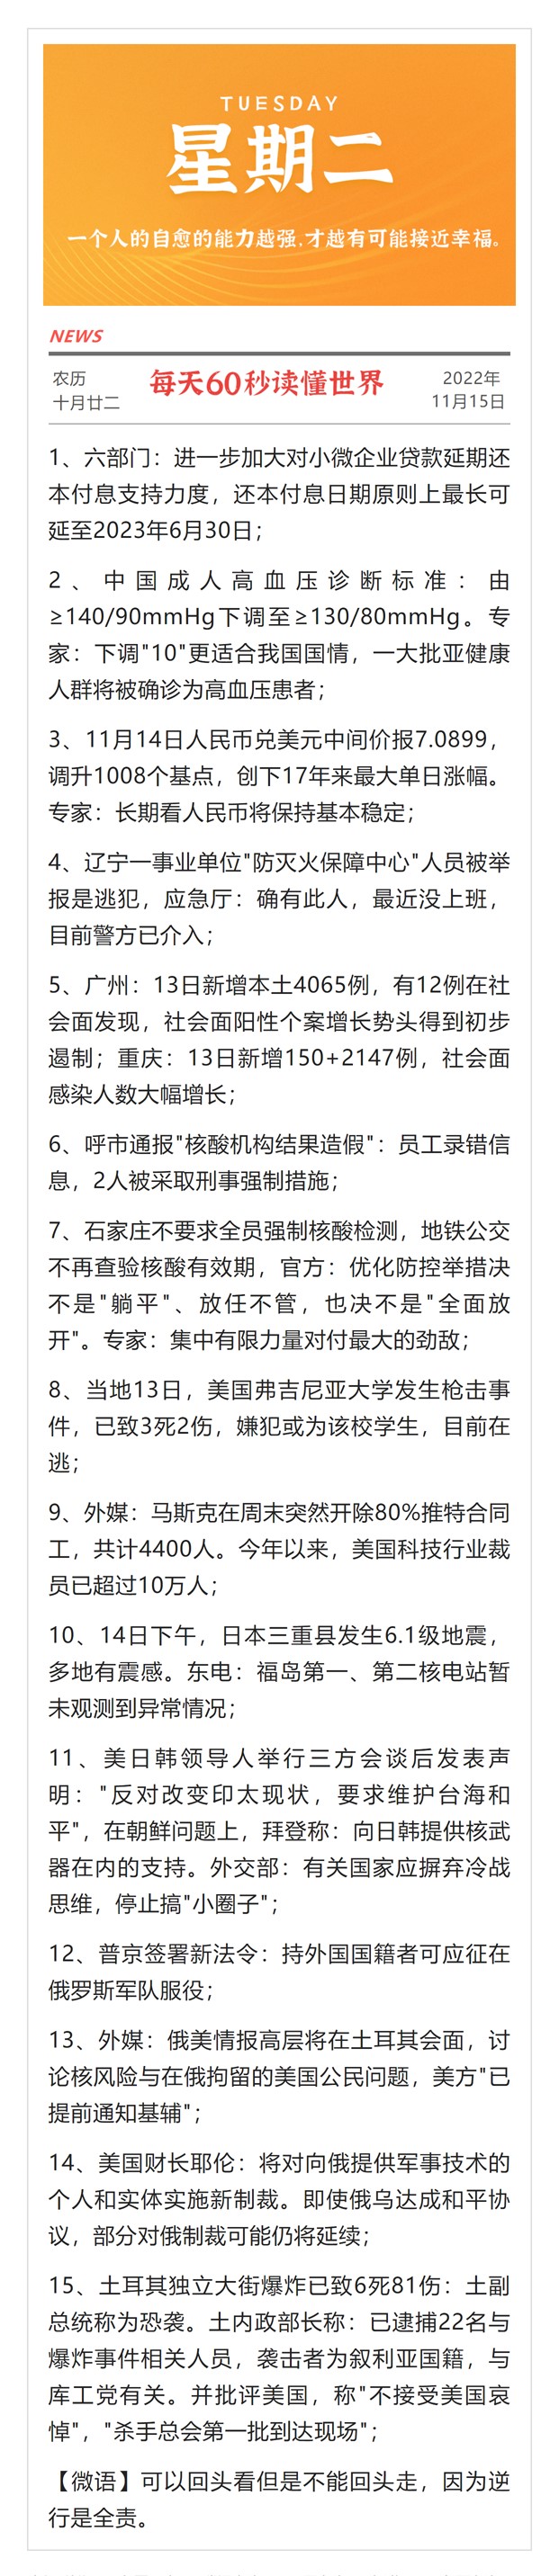 TUESDAY
星期二
一个人的自愈的能力越强,才越有可能接近幸福。
NEWS
农历
十月廿二
每天60秒读懂世界
2022年
11月15日
1、六部门：进一步加大对小微企业贷款延期还
本付息支持力度，还本付息日期原则上最长可
延至2023年6月30日；
2、中国成人高血压诊断标准：由
≥140/90mmHg下调至≥130/80mmHg。专
家：下调"10"更适合我国国情，一大批亚健康
人群将被确诊为高血压患者；
3、11月14日人民币兑美元中间价报7.0899，
调升1008个基点，创下17年来最大单日涨幅。
专家：长期看人民币将保持基本稳定；
4、辽宁一事业单位"防灭火保障中心"人员被举
报是逃犯，应急厅：确有此人，最近没上班，
目前警方已介入；
5、广州：13日新增本土4065例，有12例在社
会面发现，社会面阳性个案增长势头得到初步
遏制；重庆：13日新增150+2147例，社会面
感染人数大幅增长；
6、呼市通报"核酸机构结果造假"：员工录错信
息，2人被采取刑事强制措施；
7、石家庄不要求全员强制核酸检测，地铁公交
不再查验核酸有效期，官方：优化防控举措决
不是"躺平"、放任不管，也决不是"全面放
开"。专家：集中有限力量对付最大的劲敌；
8、当地13日，美国弗吉尼亚大学发生枪击事
件，已致3死2伤，嫌犯或为该校学生，目前在
逃；
9、外媒：马斯克在周末突然开除80%推特合同
工，共计4400人。今年以来，美国科技行业裁
员已超过10万人；
10、14日下午，日本三重县发生6.1级地震，
多地有震感。东电：福岛第一、第二核电站暂
未观测到异常情况；
11、美日韩领导人举行三方会谈后发表声
明："反对改变印太现状，要求维护台海和
平"，在朝鲜问题上，拜登称：向日韩提供核武
器在内的支持。外交部：有关国家应摒弃冷战
思维，停止搞"小圈子"；
12、普京签署新法令：持外国国籍者可应征在
俄罗斯军队服役；
13、外媒：俄美情报高层将在土耳其会面，讨
论核风险与在俄拘留的美国公民问题，美方"已
提前通知基辅"；
14、美国财长耶伦：将对向俄提供军事技术的
个人和实体实施新制裁。即使俄乌达成和平协
议，部分对俄制裁可能仍将延续；
15、土耳其独立大街爆炸已致6死81伤：土副
总统称为恐袭。土内政部长称：已逮捕22名与
爆炸事件相关人员，袭击者为叙利亚国籍，与
库工党有关。并批评美国，称"不接受美国哀
悼"，"杀手总会第一批到达现场"；
【微语】可以回头看但是不能回头走，因为逆
行是全责。